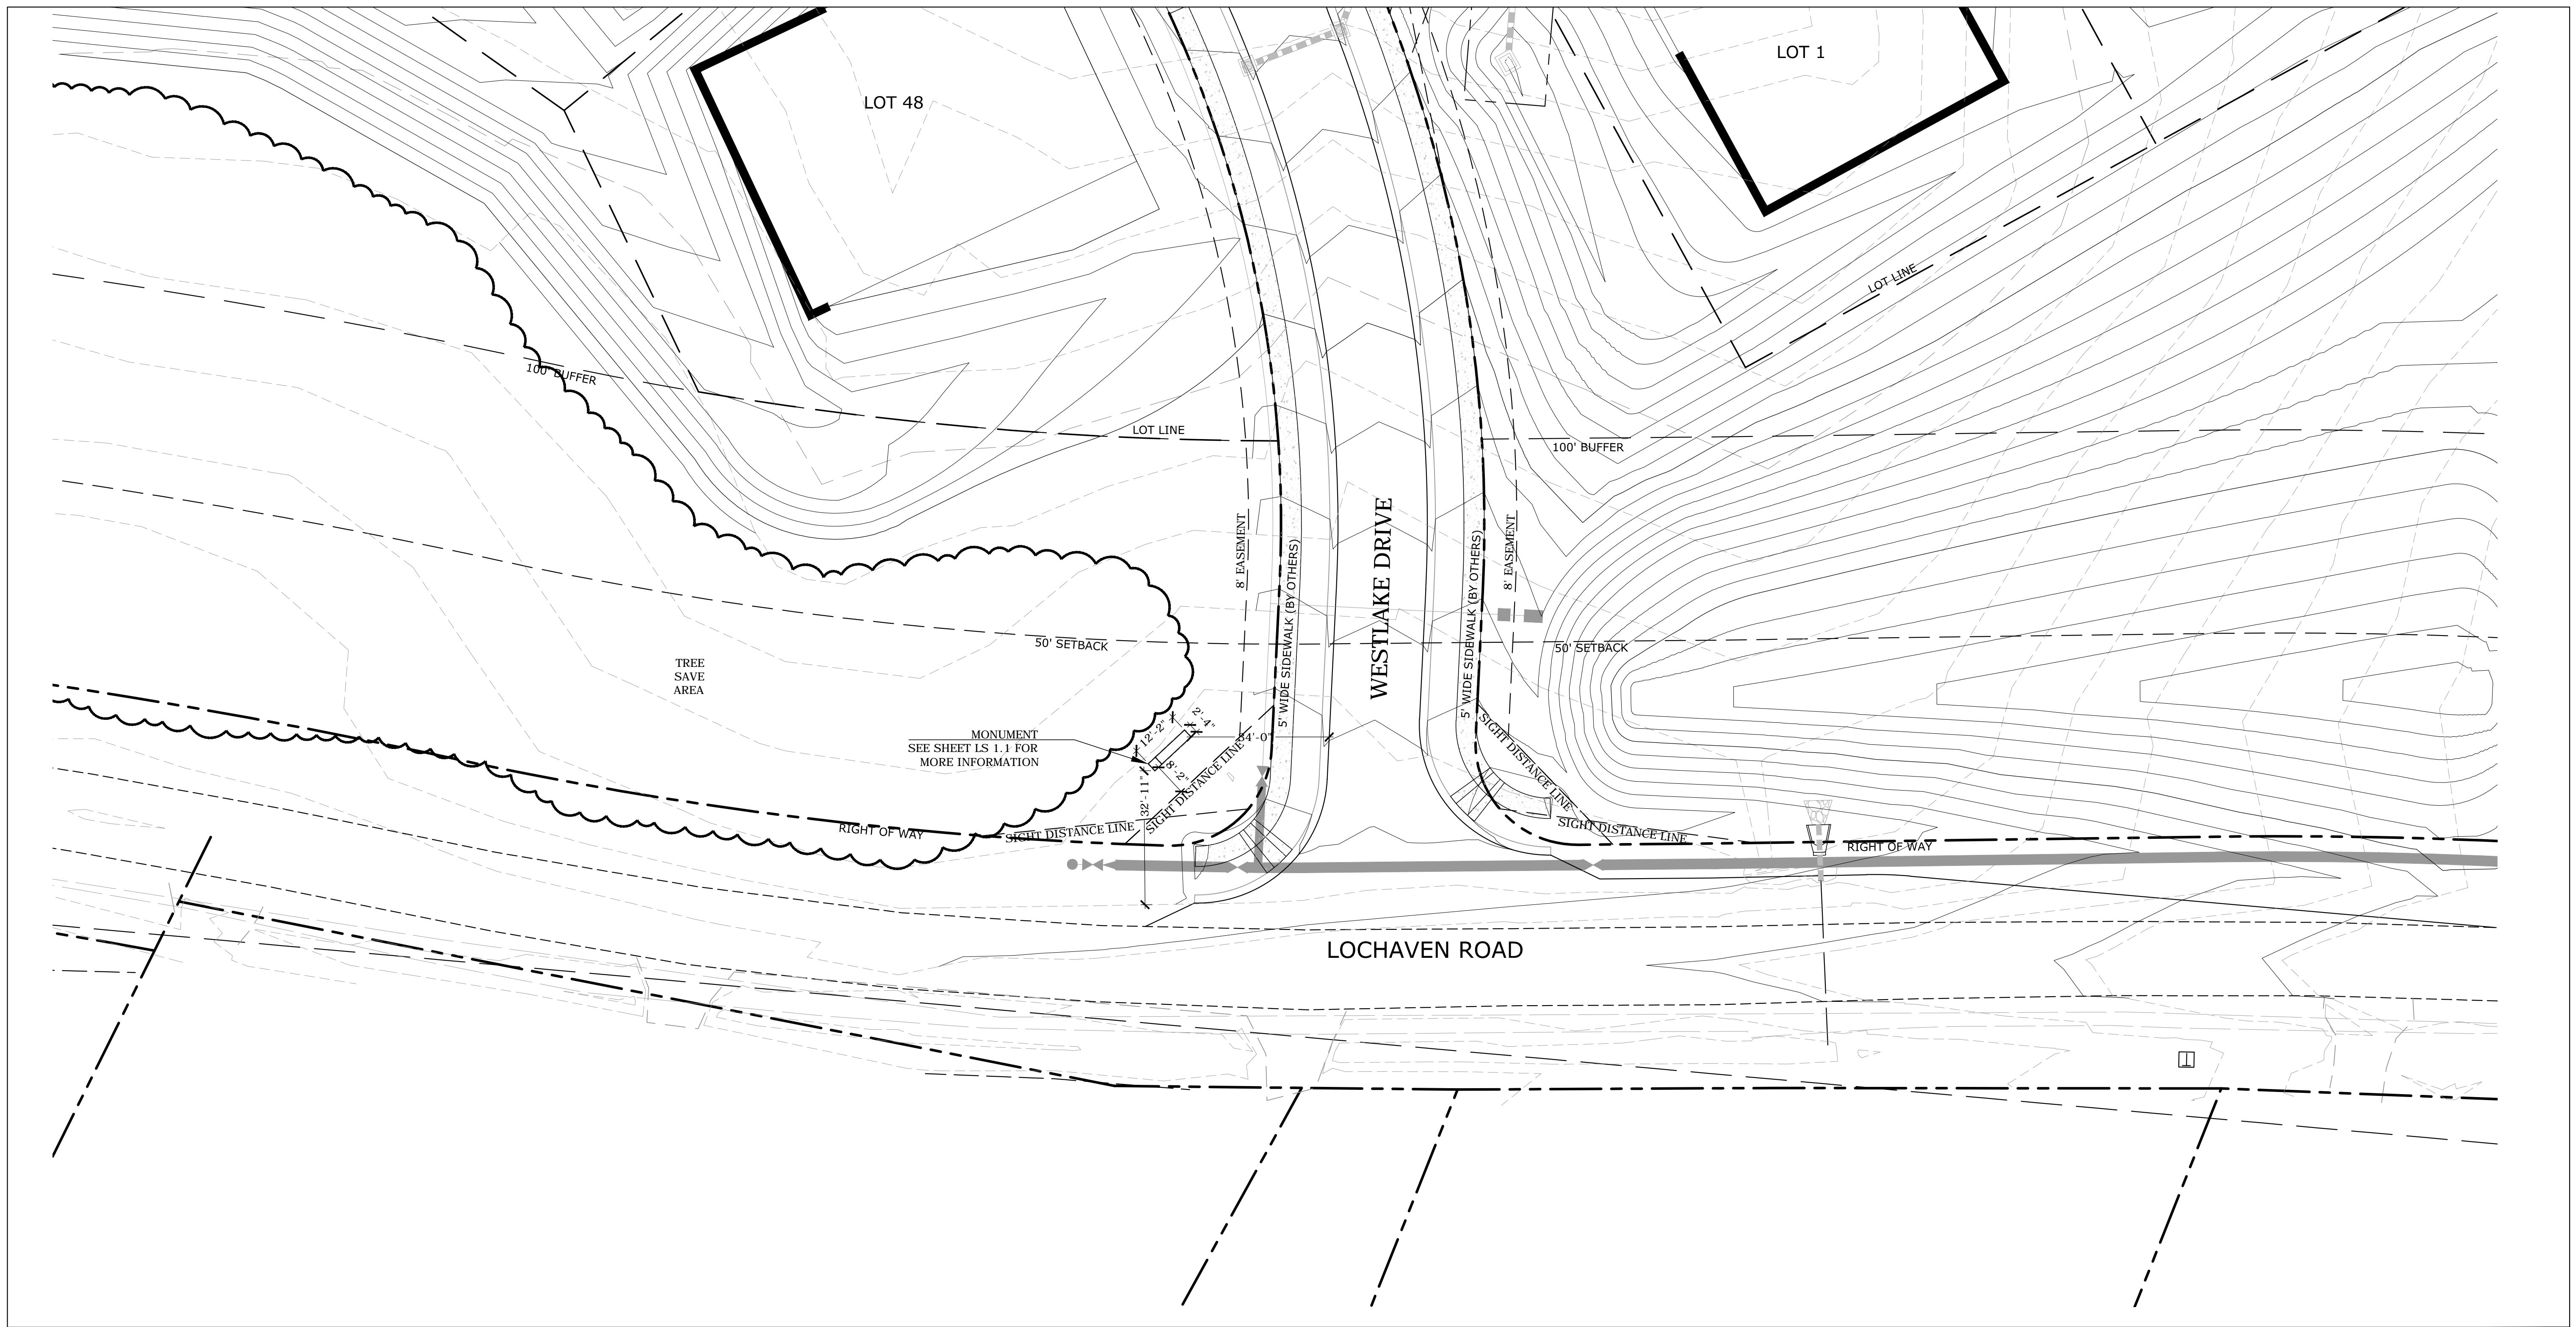 LOT 1
LOT 48
LOT LINE
100' BUFFER
LOT LINE
100' BUFFER
8' EASEMENT
5' WIDE SIDEWALK (BY OTHERS)
WESTLAKE DRIVE
5' WIDE SIDEWALK (BY OTHERS)
8' EASEMENT
50' SETBACK
50' SETBACK
TREE
SAVE
AREA
MONUMENT
SEE SHEET LS 1.1 FOR
MORE INFORMATION
12'-2"
2'-4"
34'-0"
8'-2"
32'-11"
SIGHT DISTANCE LINE
SIGHT DISTANCE LINE
RIGHT OF WAY
SIGHT DISTANCE LINE
SIGHT DISTANCE LINE
RIGHT OF WAY
LOCHAVEN ROAD